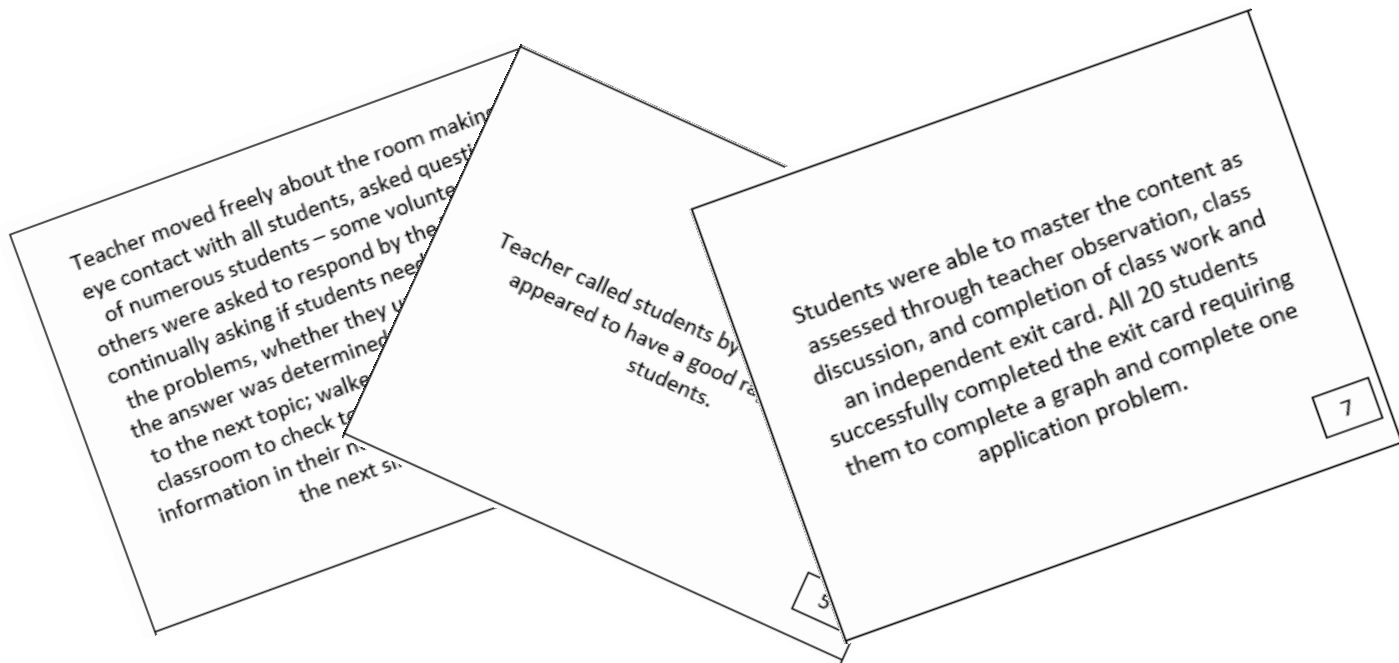 Teacher moved freely about the room making
eye contact with all students, asked
of numerous students – some
others were asked to respond by the
continually asking if students
the problems, whether they
the answer was determined
to the next topic;
classroom to check
information in their
the next
Teacher called students by
appeared to have a good
students.
5
Students were able to master the content as
assessed through teacher observation, class
discussion, and completion of class work and
an independent exit card. All 20 students
successfully completed the exit card requiring
them to complete a graph and complete one
application problem.
7